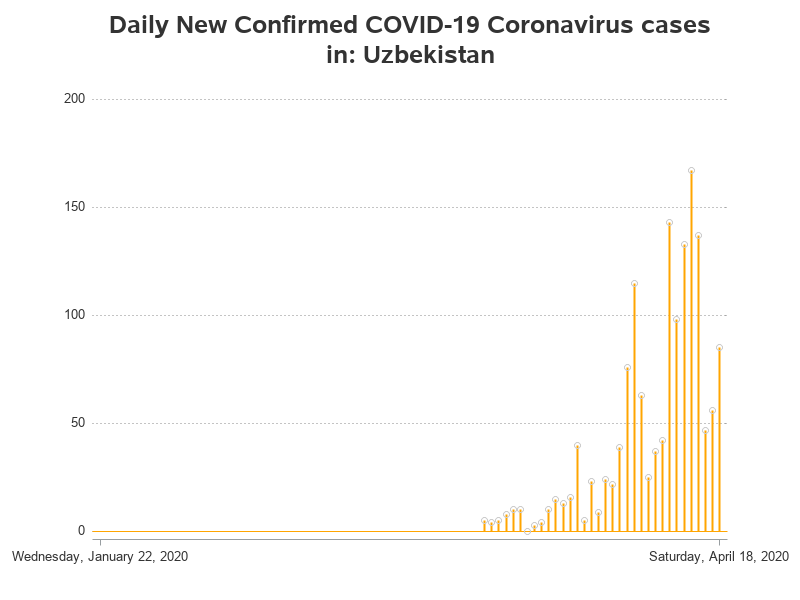 Daily New Confirmed COVID-19 Coronavirus cases
in: Uzbekistan
200
150
100
50
0
Wednesday, January 22, 2020
Saturday, April 18, 2020